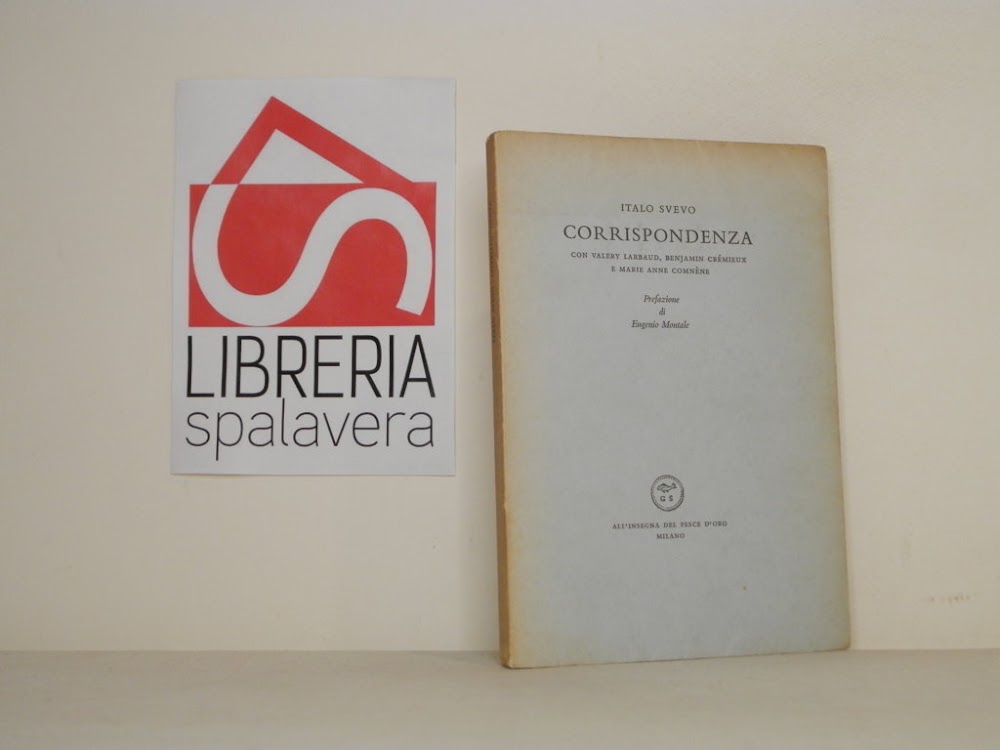 LIBRERIA
spalavera
ITALO SVEVO
CORRISPONDENZA
CON VALERY LARBAUD, BENJAMIN CRÉMIEUX
E MARIE ANNE COMNÈNE
Prefazione
di
Eugenio Montale
G S
ALL'INSEGNA DEL PESCE D'ORO
MILANO